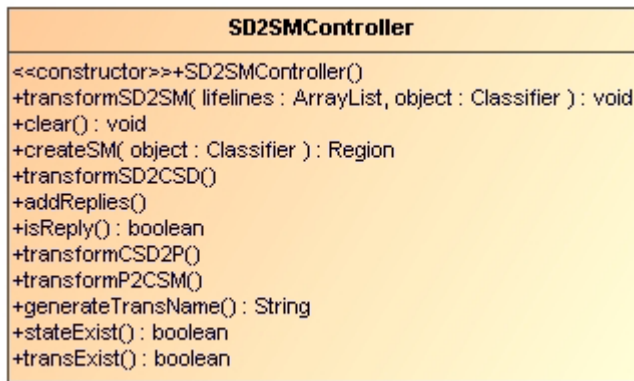 SD2SMController
<<constructor>>+SD2SMController()
+transformSD2SM( lifelines : ArrayList, object : Classifier ) : void
+clear() : void
+createSM( object : Classifier ) : Region
+transformSD2CSD()
+addReplies()
+isReply() : boolean
+transformCSD2P()
+transformP2CSM()
+generateTransName() : String
+stateExist() : boolean
+transExist() : boolean